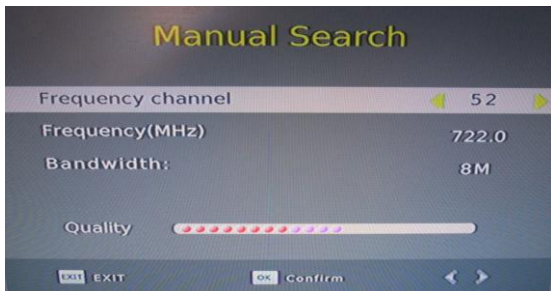 Manual Search
Frequency channel 52
Frequency(MHz) 722.0
Bandwidth: 8M
Quality
EXIT EXIT OK Confirm